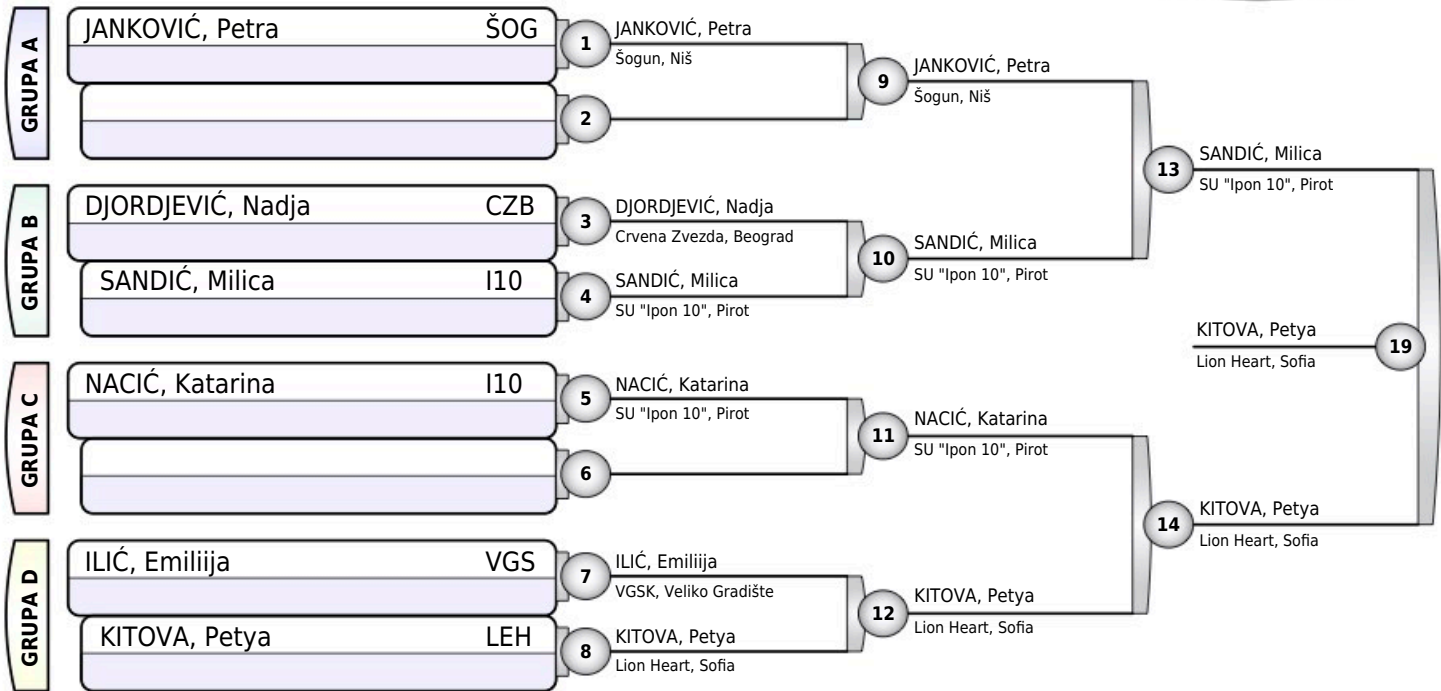 GRUPA A
JANKOVIĆ, Petra ŠOG
1
JANKOVIĆ, Petra
Šogun, Niš
2
9
JANKOVIĆ, Petra
Šogun, Niš
GRUPA B
DJORDJEVIĆ, Nadja CZB
3
DJORDJEVIĆ, Nadja
Crvena Zvezda, Beograd
SANDIĆ, Milica I10
4
SANDIĆ, Milica
SU "Ipon 10", Pirot
10
SANDIĆ, Milica
SU "Ipon 10", Pirot
13
SANDIĆ, Milica
SU "Ipon 10", Pirot
GRUPA C
NACIĆ, Katarina I10
5
NACIĆ, Katarina
SU "Ipon 10", Pirot
6
11
NACIĆ, Katarina
SU "Ipon 10", Pirot
GRUPA D
ILIĆ, Emiliija VGS
7
ILIĆ, Emiliija
VGSK, Veliko Gradište
KITOVA, Petya LEH
8
KITOVA, Petya
Lion Heart, Sofia
12
KITOVA, Petya
Lion Heart, Sofia
14
KITOVA, Petya
Lion Heart, Sofia
KITOVA, Petya
Lion Heart, Sofia
19